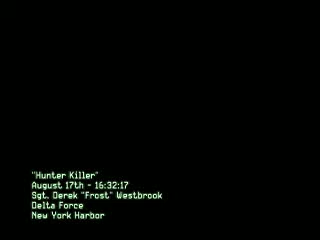 "Hunter Killer"
August 17th - 16:32:17
Sgt. Derek "Frost" Westbrook
Delta Force
New York Harbor